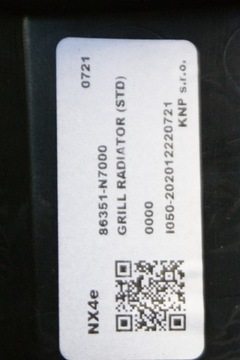 NX4e 0721
86351-N7000
GRILL RADIATOR (STD)
0000
I050-202012220721
KNP s.r.o.